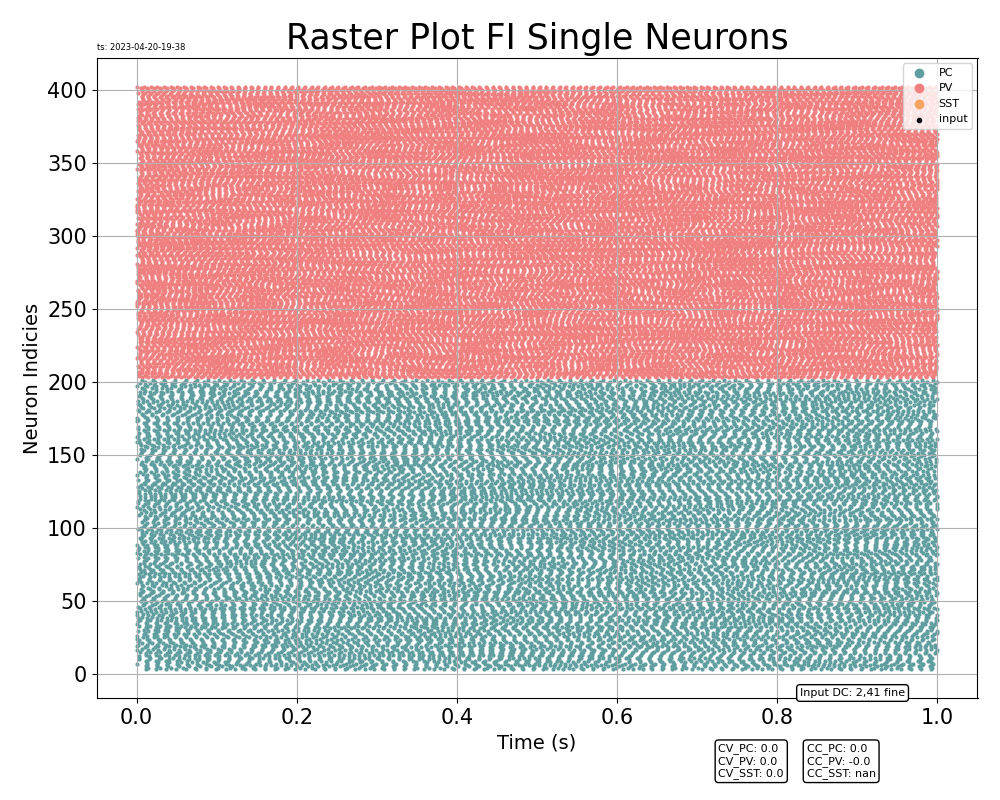 Raster Plot FI Single Neurons
ts: 2023-04-20-19-38
PC
PV
SST
input
400
350
300
250
200
150
100
50
0
Neuron Indicies
0.0 0.2 0.4 0.6 0.8 1.0
Time (s)
Input DC: 2,41 fine
CV_PC: 0.0
CV_PV: 0.0
CV_SST: 0.0
CC_PC: 0.0
CC_PV: -0.0
CC_SST: nan